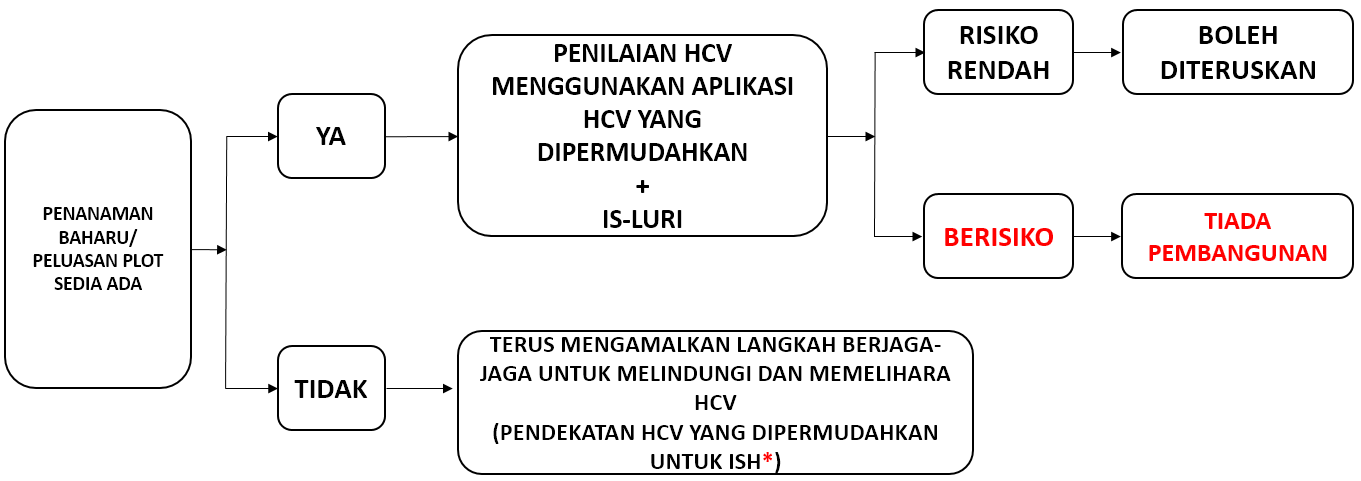 PENANAMAN
BAHARU/
PELUASAN PLOT
SEDIA ADA
YA
PENILAIAN HCV
MENGGUNAKAN APLIKASI
HCV YANG
DIPERMUDAHKAN
+
IS-LURI
RISIKO
RENDAH
BOLEH
DITERUSKAN
BERISIKO
TIADA
PEMBANGUNAN
TIDAK
TERUS MENGAMALKAN LANGKAH BERJAGA-
JAGA UNTUK MELINDUNGI DAN MEMELIHARA
HCV
(PENDEKATAN HCV YANG DIPERMUDAHKAN
UNTUK ISH*)